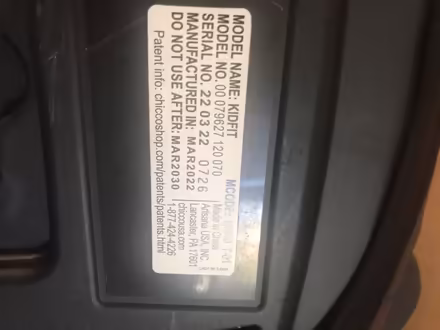 MODEL NAME: KIDFIT
MODEL NO. 00 079627 120 070
SERIAL NO. 22 03 22 0726
MANUFACTURED IN: MAR2022
DO NOT USE AFTER: MAR2030
Patent info: chiccoshop.com/patents/patents.html
MCODE:
Made in China
Artsana USA, INC.
Lancaster, PA 17601
chiccousa.com
1-877-424-4226